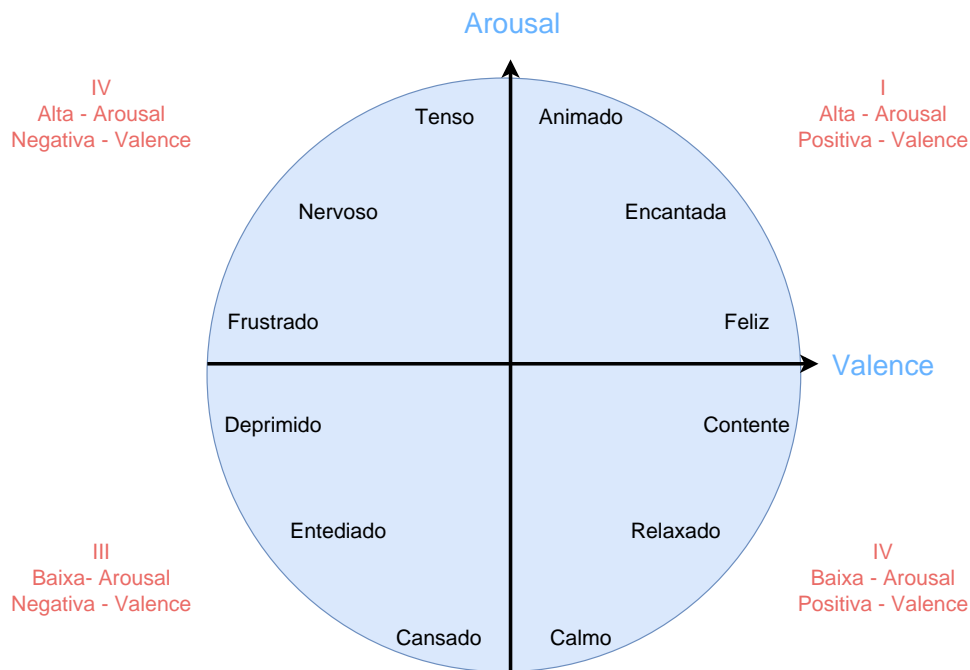 Arousal
IV
Alta - Arousal
Negativa - Valence
I
Alta - Arousal
Positiva - Valence
Tenso
Animado
Nervoso
Encantada
Frustrado
Feliz
Valence
Deprimido
Contente
Entediado
Relaxado
III
Baixa- Arousal
Negativa - Valence
IV
Baixa - Arousal
Positiva - Valence
Cansado
Calmo